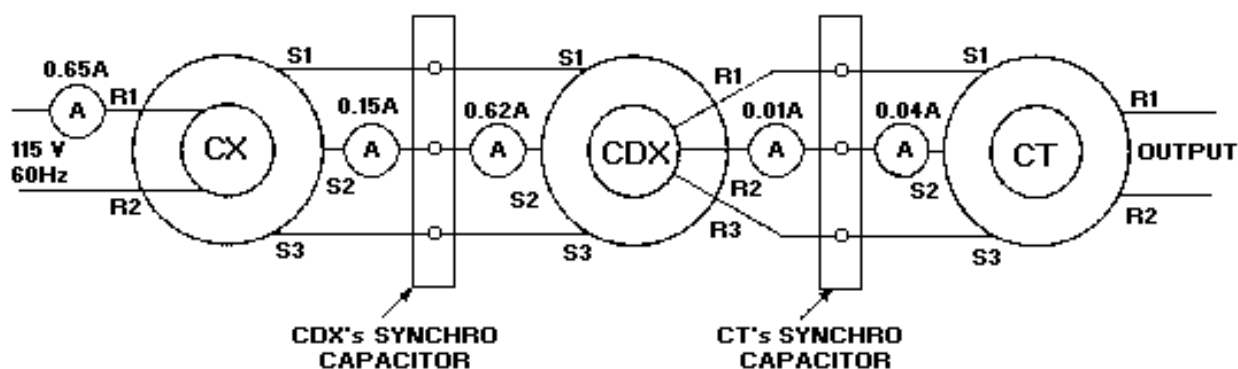 S1
S1
S1
0.65A
A
R1
115 V
60Hz
R2
CX
0.15A
A
S2
S3
0.62A
A
S2
S3
CDX
R1
0.01A
A
R2
R3
0.04A
A
S2
S3
CT
R1
OUTPUT
R2
CDX's SYNCHRO
CAPACITOR
CT's SYNCHRO
CAPACITOR